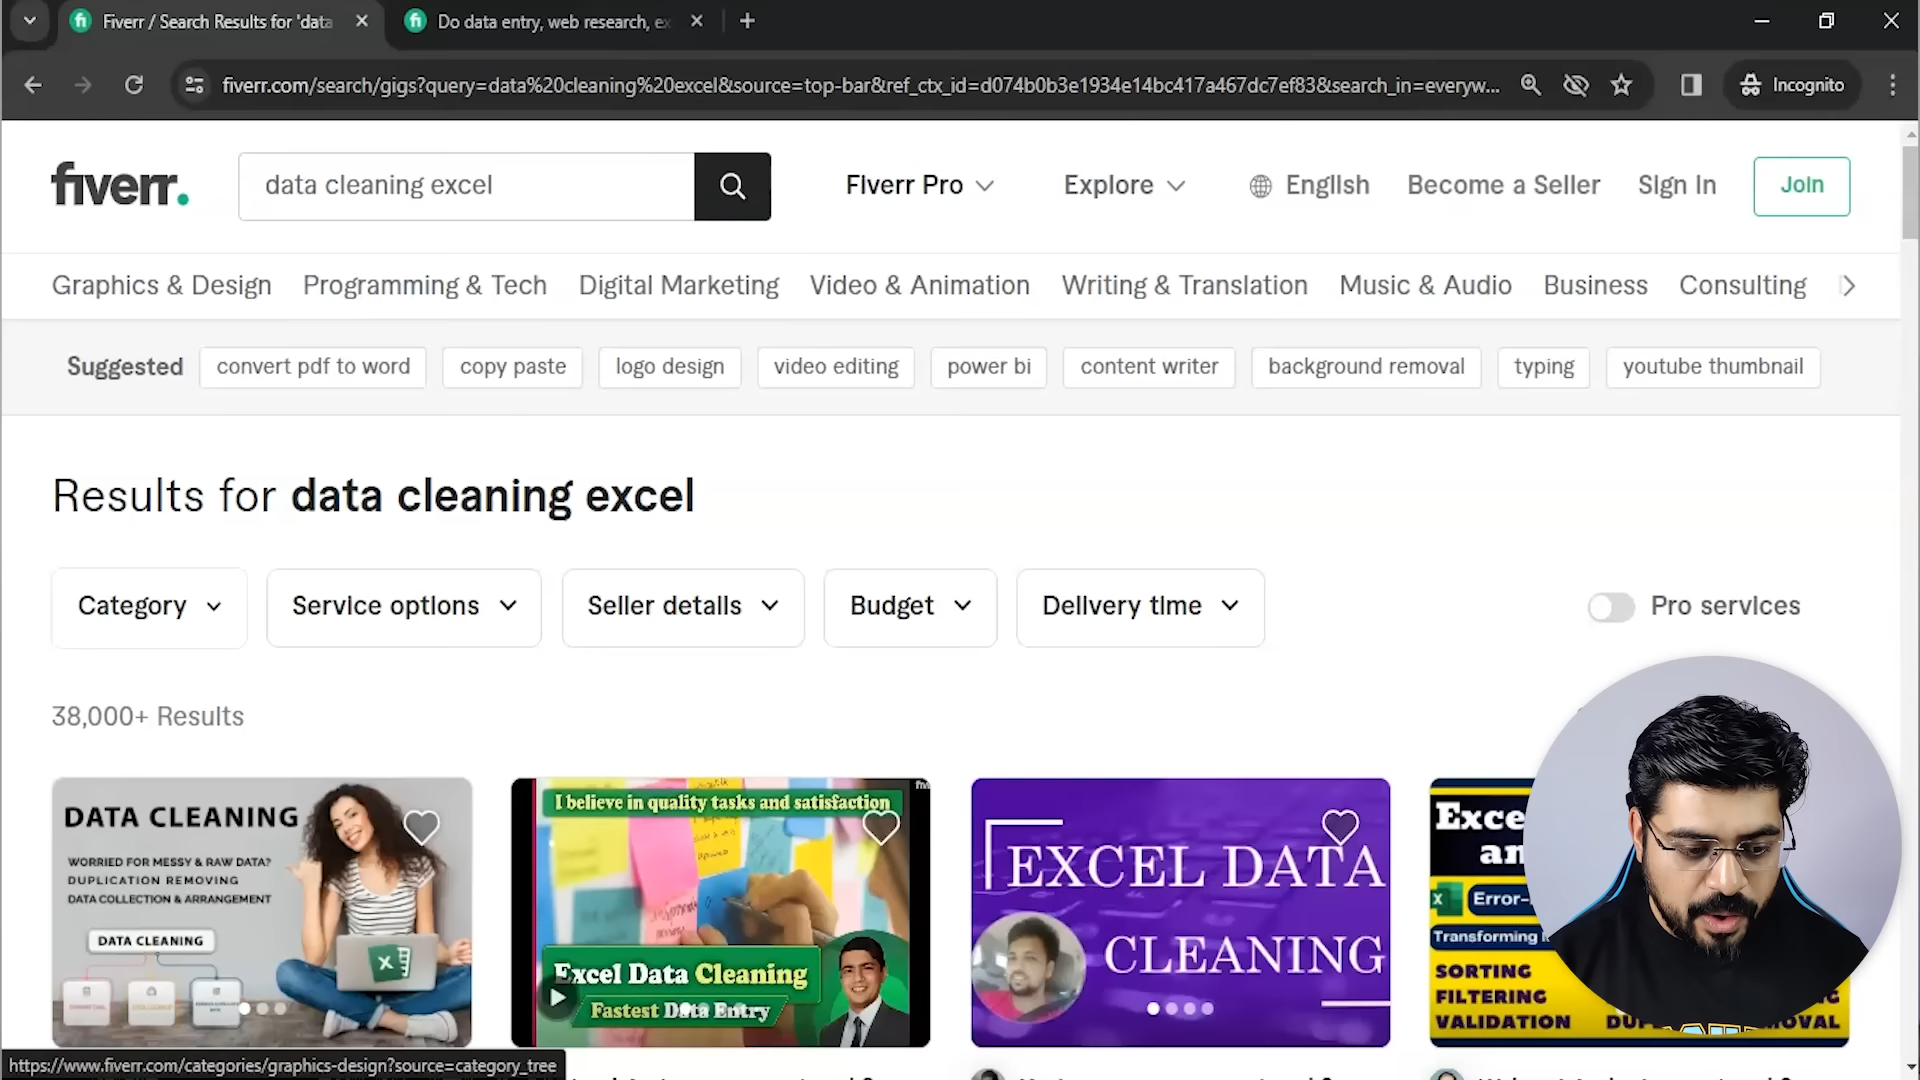 Fiverr / Search Results for 'data
Do data entry, web research, ex
fiverr.com/search/gigs?query=data%20cleaning%20excel&source=top-bar&ref_ctx_id=d074b0b3e1934e14bc417a467dc7ef83&search_in=everyw...
Incognito
fiverr.
data cleaning excel
Fiverr Pro
Explore
English
Become a Seller
Sign In
Join
Graphics & Design
Programming & Tech
Digital Marketing
Video & Animation
Writing & Translation
Music & Audio
Business
Consulting
Suggested
convert pdf to word
copy paste
logo design
video editing
power bi
content writer
background removal
typing
youtube thumbnail
Results for data cleaning excel
Category
Service options
Seller details
Budget
Delivery time
Pro services
38,000+ Results
DATA CLEANING
WORRIED FOR MESSY & RAW DATA?
DUPLICATION REMOVING
DATA COLLECTION & ARRANGEMENT
DATA CLEANING
I believe in quality tasks and satisfaction
Excel Data Cleaning
Fastest Data Entry
EXCEL DATA
CLEANING
Exce
an
Error-
Transforming
SORTING
FILTERING
VALIDATION
https://www.fiverr.com/categories/graphics-design?source=category_tree